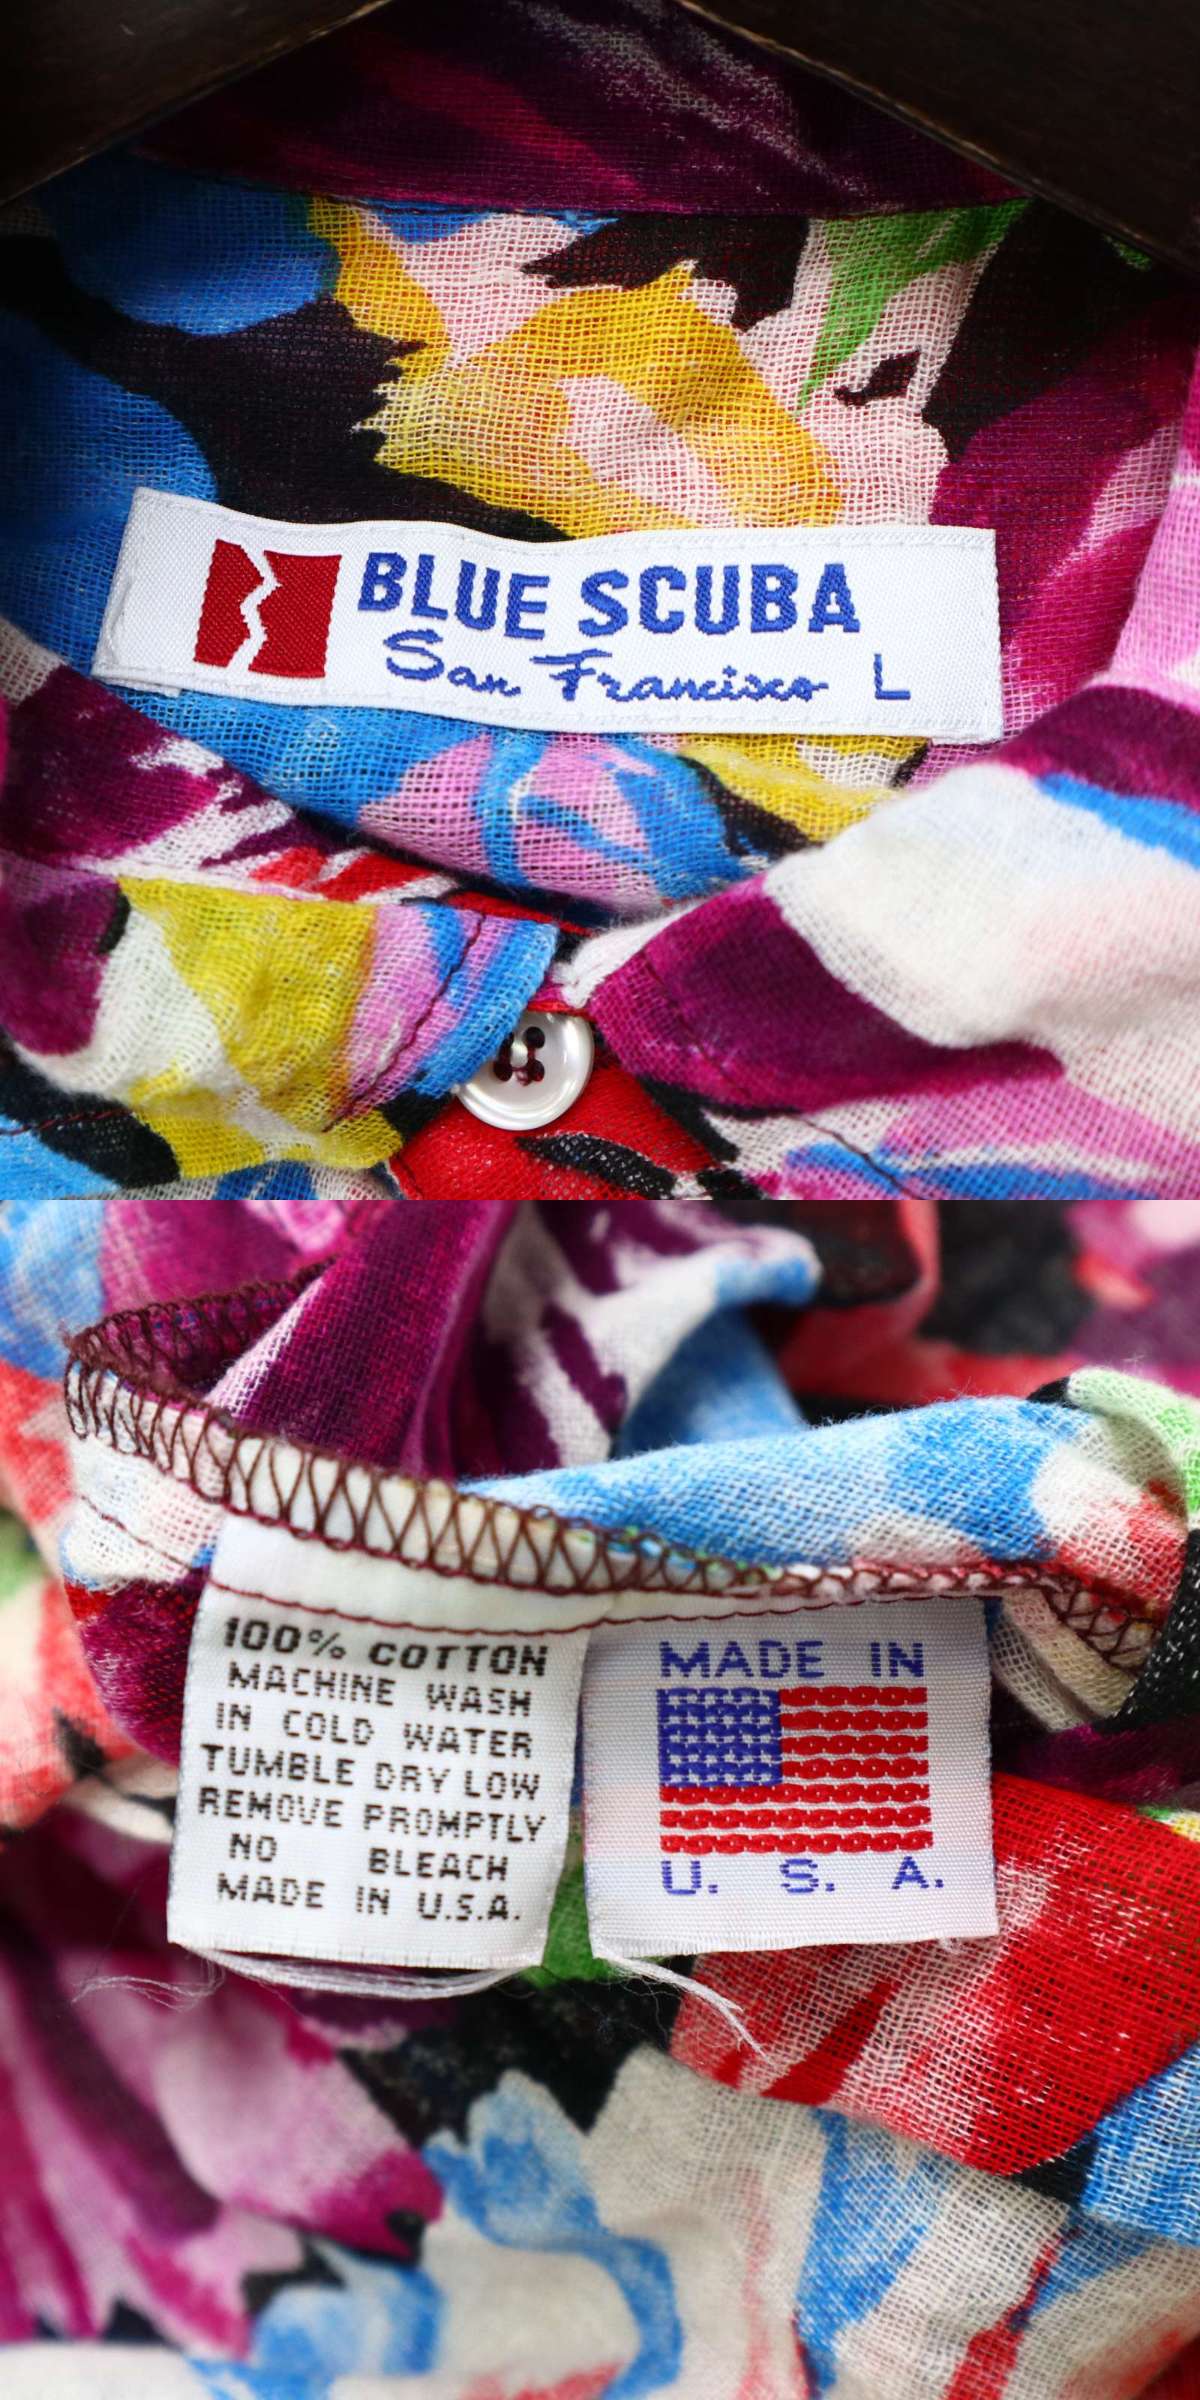 BLUE SCUBA
San Francisco L
100% COTTON
MACHINE WASH
IN COLD WATER
TUMBLE DRY LOW
REMOVE PROMPTLY
NO BLEACH
MADE IN U.S.A.
MADE IN
U. S. A.